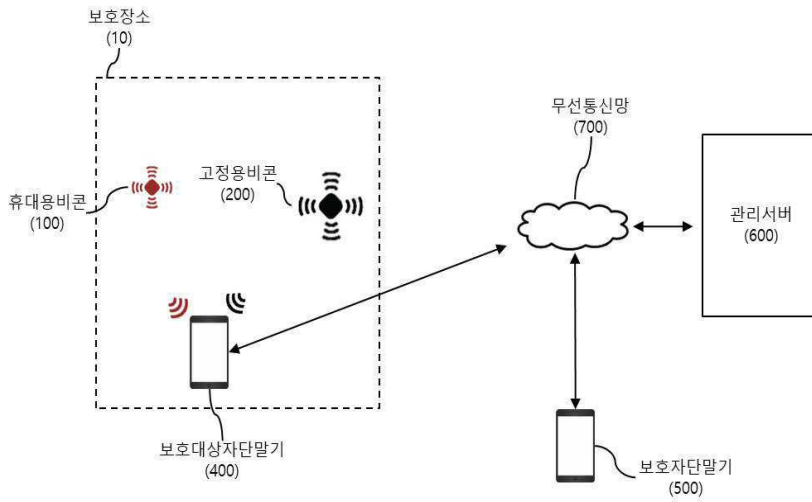 보호장소
(10)
무선통신망
(700)
고정용비콘
(200)
휴대용비콘
(100)
관리서버
(600)
보호대상자단말기
(400)
보호자단말기
(500)